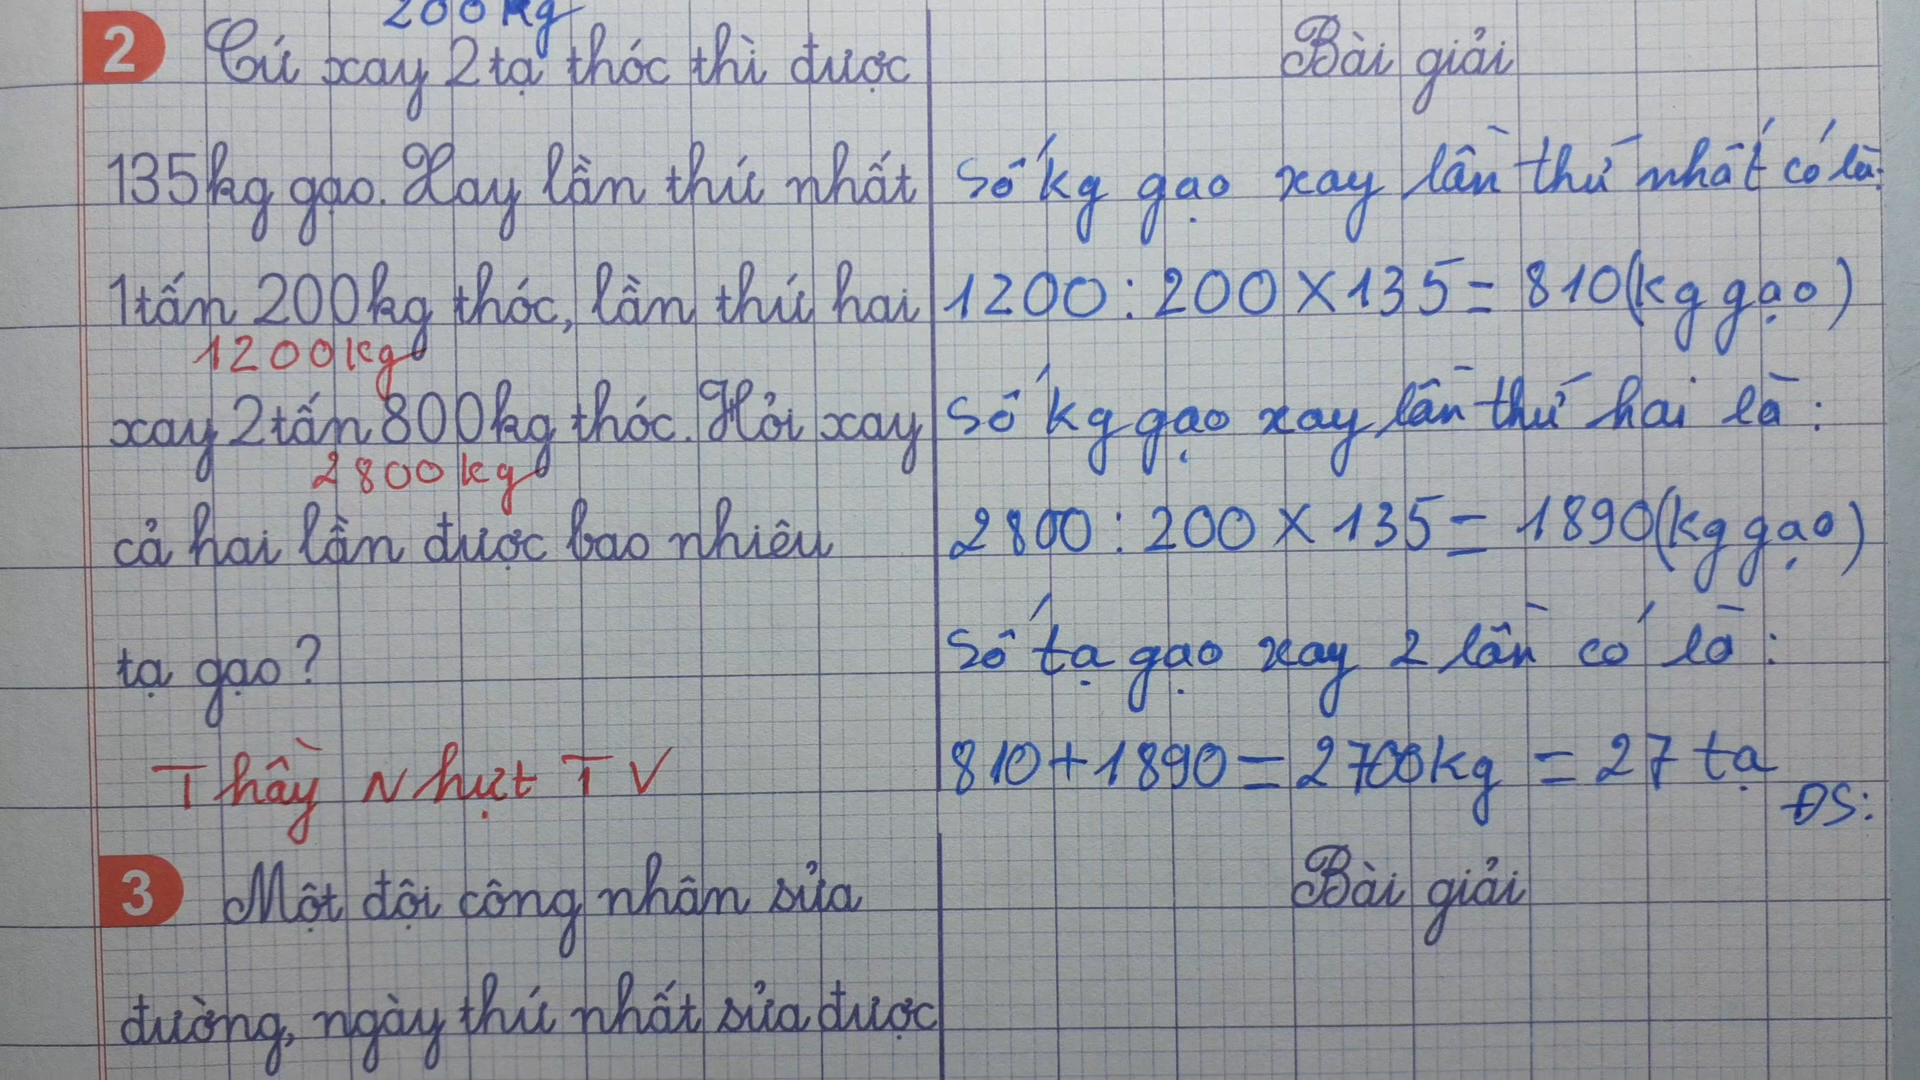 200kg
2 Cứ xay 2 tạ thóc thì được
135kg gạo. Xay lần thứ nhất
1 tấn 200kg thóc, lần thứ hai
1200kg
xay 2 tấn 800kg thóc. Hỏi xay
2800kg
cả hai lần được bao nhiêu
tạ gạo?
Thầy Nhựt TV
Bài giải
Số kg gạo xay lần thứ nhất có là:
1200 : 200 x 135 = 810 (kg gạo)
Số kg gạo xay lần thứ hai là:
2800 : 200 x 135 = 1890 (kg gạo)
Số tạ gạo xay 2 lần có là:
810 + 1890 = 2700kg = 27 tạ
ĐS:
3 Một đội công nhân sửa
đường, ngày thứ nhất sửa được
Bài giải